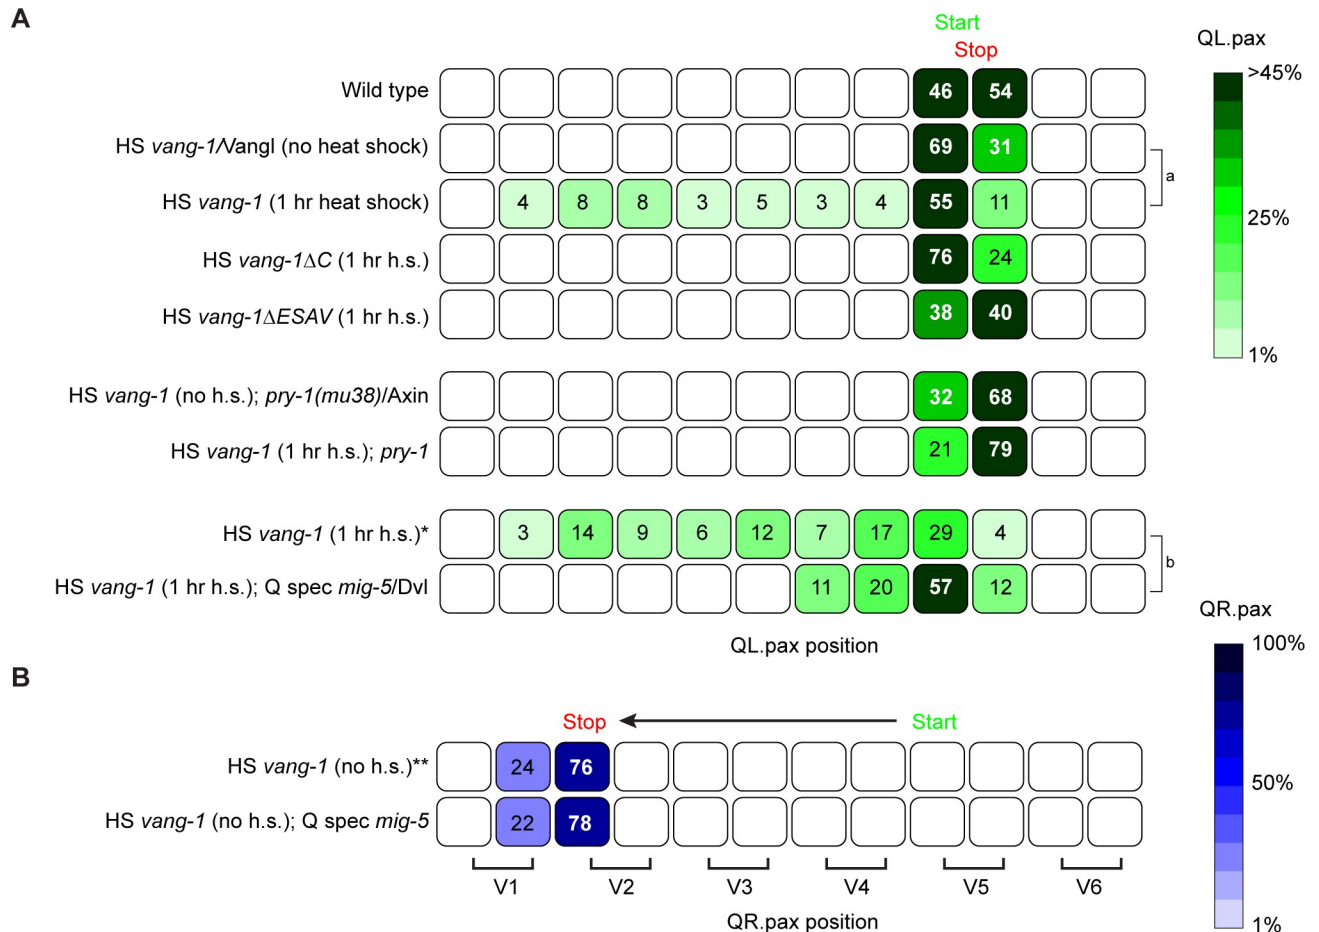 A
Start
Stop
QL.pax
>45%
25%
1%
Wild type 46 54
HS vang-1/Vangl (no heat shock) 69 31
a
HS vang-1 (1 hr heat shock) 4 8 8 3 5 3 4 55 11
HS vang-1ΔC (1 hr h.s.) 76 24
HS vang-1ΔESAV (1 hr h.s.) 38 40
HS vang-1 (no h.s.); pry-1(mu38)/Axin 32 68
HS vang-1 (1 hr h.s.); pry-1 21 79
HS vang-1 (1 hr h.s.)* 3 14 9 6 12 7 17 29 4
b
HS vang-1 (1 hr h.s.); Q spec mig-5/Dvl 11 20 57 12
QL.pax position
QR.pax
100%
50%
1%
B
Stop Start
HS vang-1 (no h.s.)** 24 76
HS vang-1 (no h.s.); Q spec mig-5 22 78
V1 V2 V3 V4 V5 V6
QR.pax position